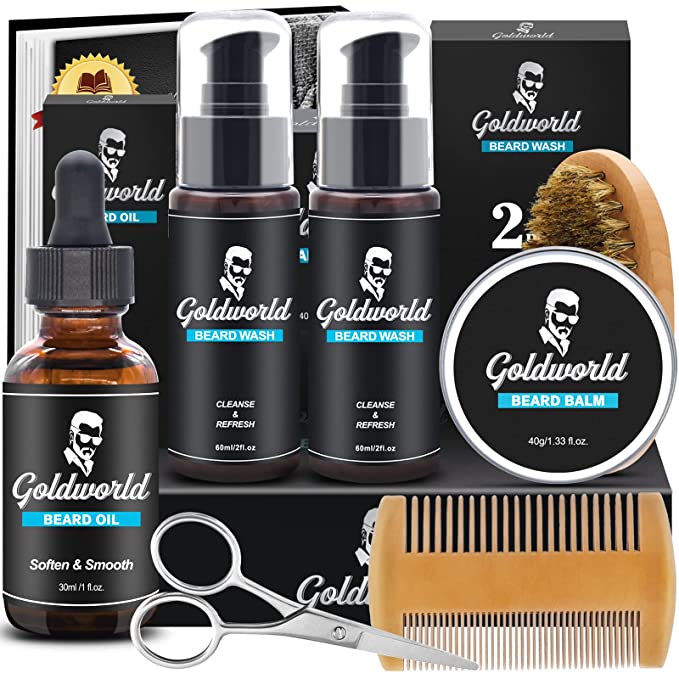 Goldworld
BEARD WASH
2
Goldworld
BEARD OIL
Goldworld
BEARD WASH
CLEANSE
&
REFRESH
60ml/2fl.oz
Goldworld
BEARD WASH
CLEANSE
&
REFRESH
60ml/2fl.oz
Goldworld
BEARD BALM
40g/1.33 fl.oz.
Goldworld
BEARD OIL
Soften & Smooth
30ml /1 fl.oz.
Goldworld